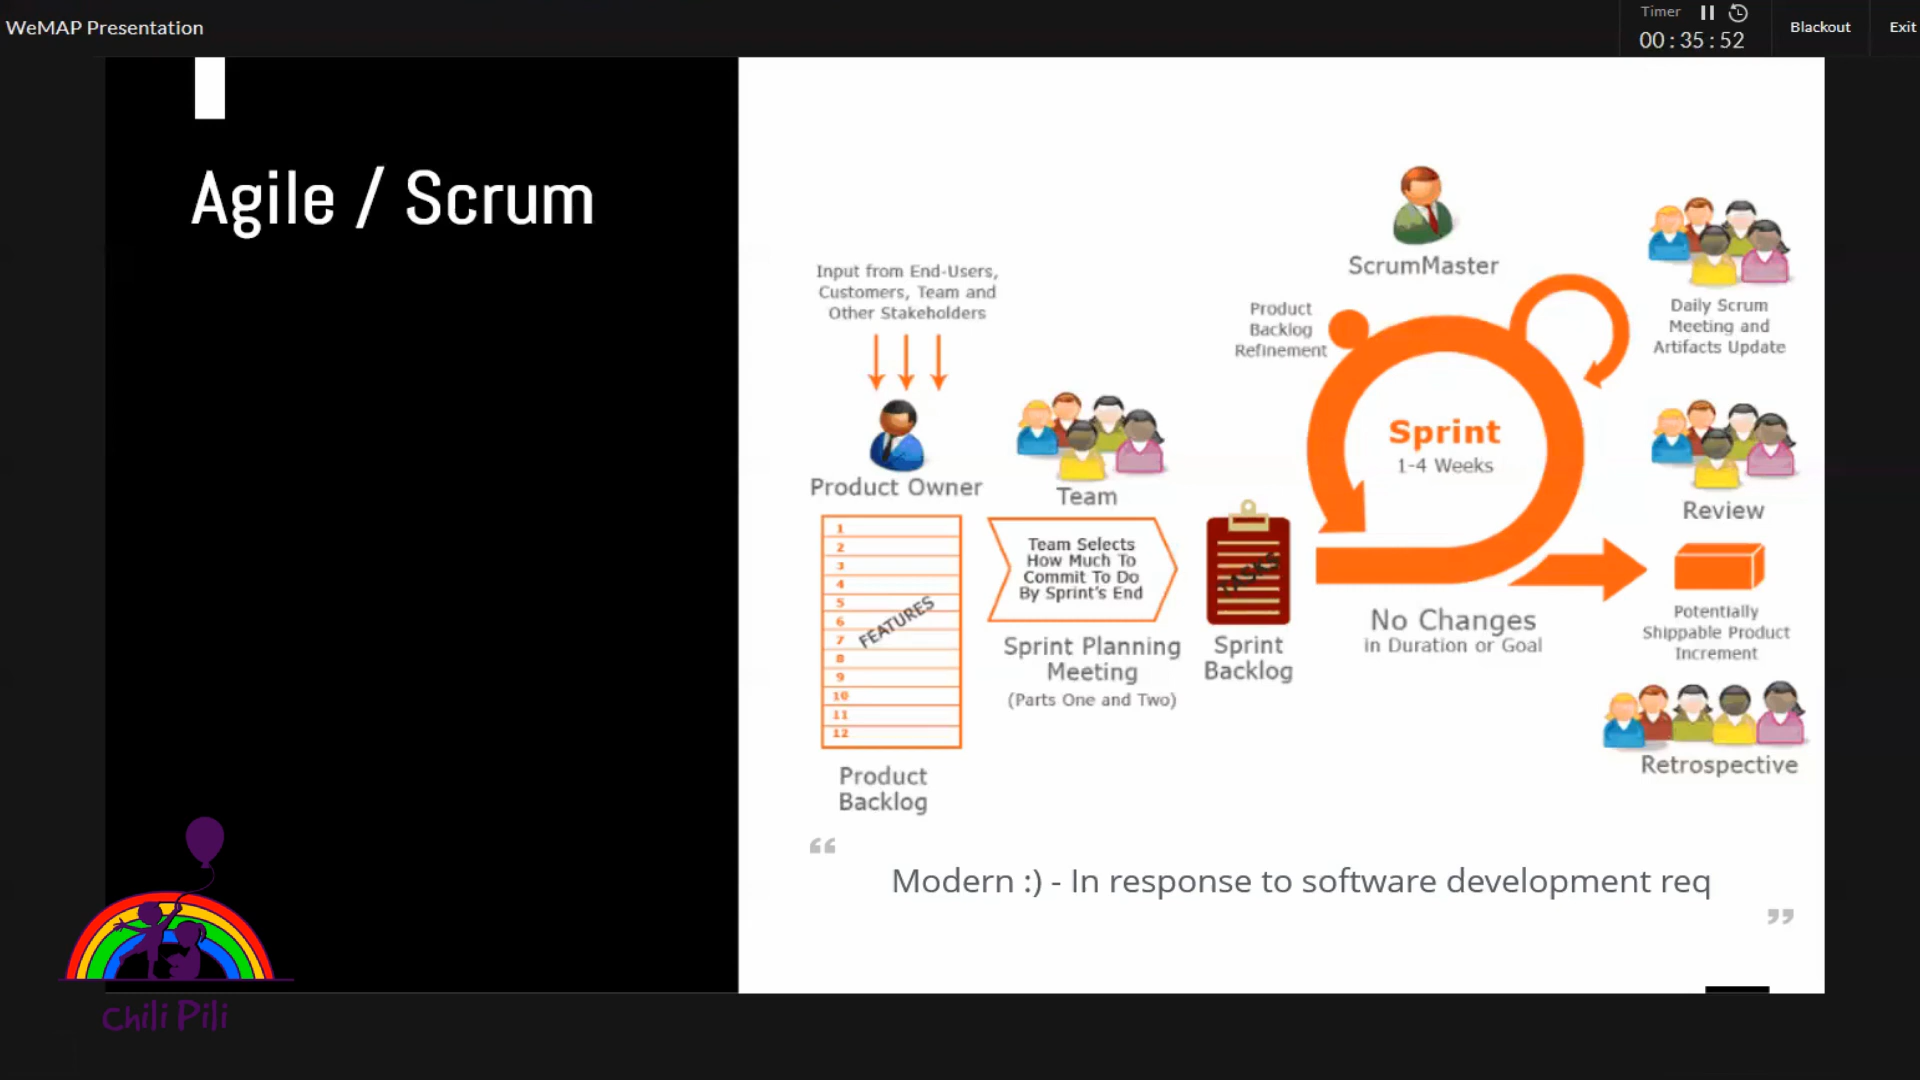 WeMAP Presentation
Timer
00 : 35 : 52
Blackout
Exit
Agile / Scrum
Input from End-Users,
Customers, Team and
Other Stakeholders
Product Owner
1
2
3
4
5
6
7
8
9
10
11
12
FEATURES
Product
Backlog
Team
Team Selects
How Much To
Commit To Do
By Sprint's End
Sprint Planning
Meeting
(Parts One and Two)
TASKS
Sprint
Backlog
ScrumMaster
Product
Backlog
Refinement
Sprint
1-4 Weeks
No Changes
in Duration or Goal
Daily Scrum
Meeting and
Artifacts Update
Review
Potentially
Shippable Product
Increment
Retrospective
“
Modern :) - In response to software development req
”
Chili Pili